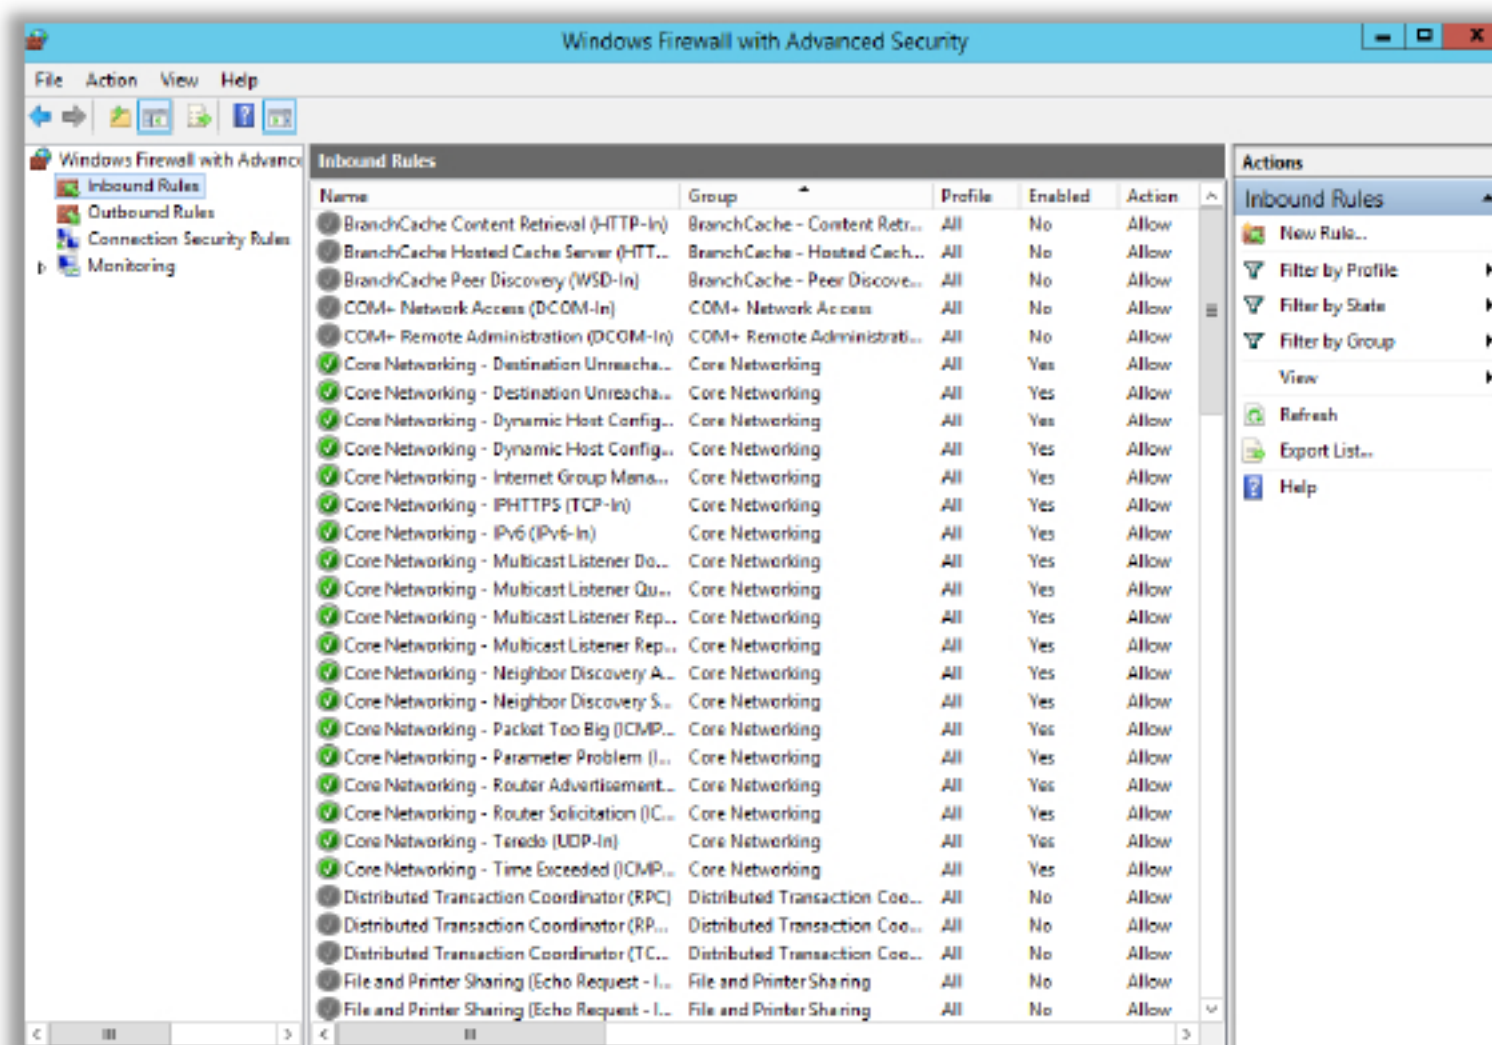 Windows Firewall with Advanced Security
File Action View Help
Windows Firewall with Advanc
Inbound Rules
Outbound Rules
Connection Security Rules
Monitoring
Inbound Rules
Name Group Profile Enabled Action
BranchCache Content Retrieval (HTTP-In) BranchCache - Content Retr... All No Allow
BranchCache Hosted Cache Server (HTT... BranchCache - Hosted Cach... All No Allow
BranchCache Peer Discovery (WSD-In) BranchCache - Peer Discove... All No Allow
COM+ Network Access (DCOM-In) COM+ Network Access All No Allow
COM+ Remote Administration (DCOM-In) COM+ Remote Administrati... All No Allow
Core Networking - Destination Unreacha... Core Networking All Yes Allow
Core Networking - Destination Unreacha... Core Networking All Yes Allow
Core Networking - Dynamic Host Config... Core Networking All Yes Allow
Core Networking - Dynamic Host Config... Core Networking All Yes Allow
Core Networking - Internet Group Mana... Core Networking All Yes Allow
Core Networking - IPHTTPS (TCP-In) Core Networking All Yes Allow
Core Networking - IPv6 (IPv6-In) Core Networking All Yes Allow
Core Networking - Multicast Listener Do... Core Networking All Yes Allow
Core Networking - Multicast Listener Qu... Core Networking All Yes Allow
Core Networking - Multicast Listener Rep... Core Networking All Yes Allow
Core Networking - Multicast Listener Rep... Core Networking All Yes Allow
Core Networking - Neighbor Discovery A... Core Networking All Yes Allow
Core Networking - Neighbor Discovery S... Core Networking All Yes Allow
Core Networking - Packet Too Big (ICMP... Core Networking All Yes Allow
Core Networking - Parameter Problem (I... Core Networking All Yes Allow
Core Networking - Router Advertisement... Core Networking All Yes Allow
Core Networking - Router Solicitation (IC... Core Networking All Yes Allow
Core Networking - Teredo (UDP-In) Core Networking All Yes Allow
Core Networking - Time Exceeded (ICMP... Core Networking All Yes Allow
Distributed Transaction Coordinator (RPC) Distributed Transaction Coo... All No Allow
Distributed Transaction Coordinator (RP... Distributed Transaction Coo... All No Allow
Distributed Transaction Coordinator (TC... Distributed Transaction Coo... All No Allow
File and Printer Sharing (Echo Request - I... File and Printer Sharing All No Allow
File and Printer Sharing (Echo Request - I... File and Printer Sharing All No Allow
Actions
Inbound Rules
New Rule...
Filter by Profile
Filter by State
Filter by Group
View
Refresh
Export List...
Help